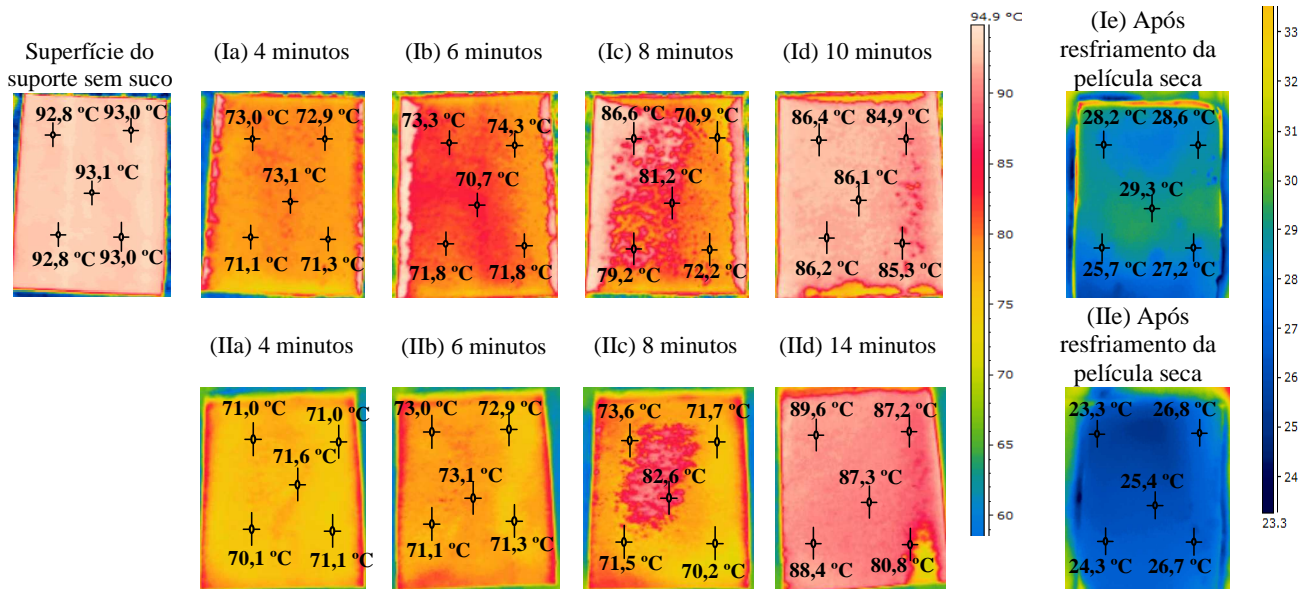 94.9 °C
Superfície do
suporte sem suco
(Ia) 4 minutos
(Ib) 6 minutos
(Ic) 8 minutos
(Id) 10 minutos
(Ie) Após
resfriamento da
película seca
92,8 ºC 93,0 ºC
93,1 ºC
92,8 ºC 93,0 ºC
73,0 ºC 72,9 ºC
73,1 ºC
71,1 ºC 71,3 ºC
73,3 ºC 74,3 ºC
70,7 ºC
71,8 ºC 71,8 ºC
86,6 ºC 70,9 ºC
81,2 ºC
79,2 ºC 72,2 ºC
86,4 ºC 84,9 ºC
86,1 ºC
86,2 ºC 85,3 ºC
90
85
80
75
70
65
60
28,2 ºC 28,6 ºC
29,3 ºC
25,7 ºC 27,2 ºC
33
32
31
30
29
28
27
26
25
24
23.3
(IIa) 4 minutos
(IIb) 6 minutos
(IIc) 8 minutos
(IId) 14 minutos
(IIe) Após
resfriamento da
película seca
71,0 ºC 71,0 ºC
71,6 ºC
70,1 ºC 71,1 ºC
73,0 ºC 72,9 ºC
73,1 ºC
71,1 ºC 71,3 ºC
73,6 ºC 71,7 ºC
82,6 ºC
71,5 ºC 70,2 ºC
89,6 ºC 87,2 ºC
87,3 ºC
88,4 ºC 80,8 ºC
23,3 ºC 26,8 ºC
25,4 ºC
24,3 ºC 26,7 ºC